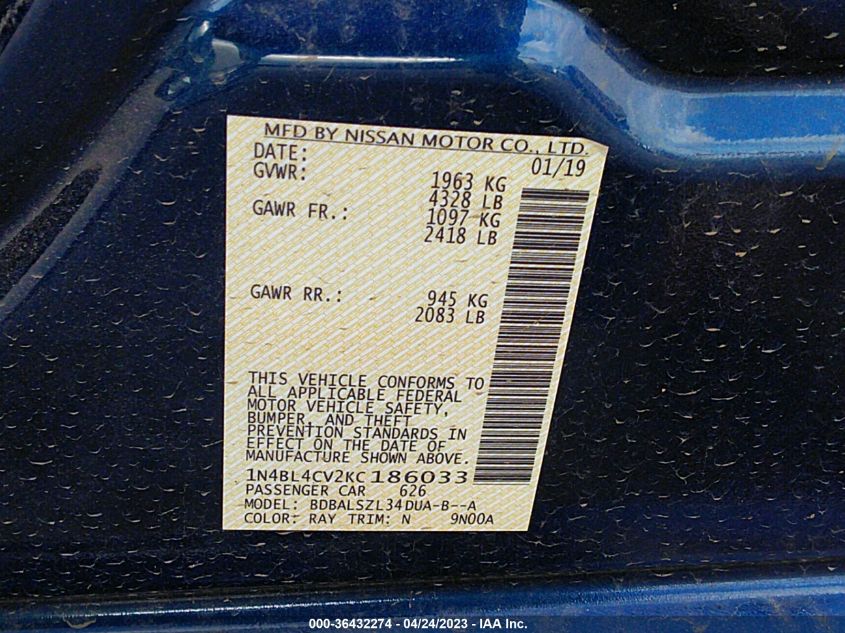 MFD BY NISSAN MOTOR CO., LTD.
DATE: 01/19
GVWR: 1963 KG
4328 LB
GAWR FR.: 1097 KG
2418 LB
GAWR RR.: 945 KG
2083 LB
THIS VEHICLE CONFORMS TO
ALL APPLICABLE FEDERAL
MOTOR VEHICLE SAFETY,
BUMPER, AND THEFT
PREVENTION STANDARDS IN
EFFECT ON THE DATE OF
MANUFACTURE SHOWN ABOVE.
1N4BL4CV2KC186033
PASSENGER CAR 626
MODEL: BDBALSZL34DUA-B--A
COLOR: RAY TRIM: N 9N00A
000-36432274 - 04/24/2023 - IAA Inc.